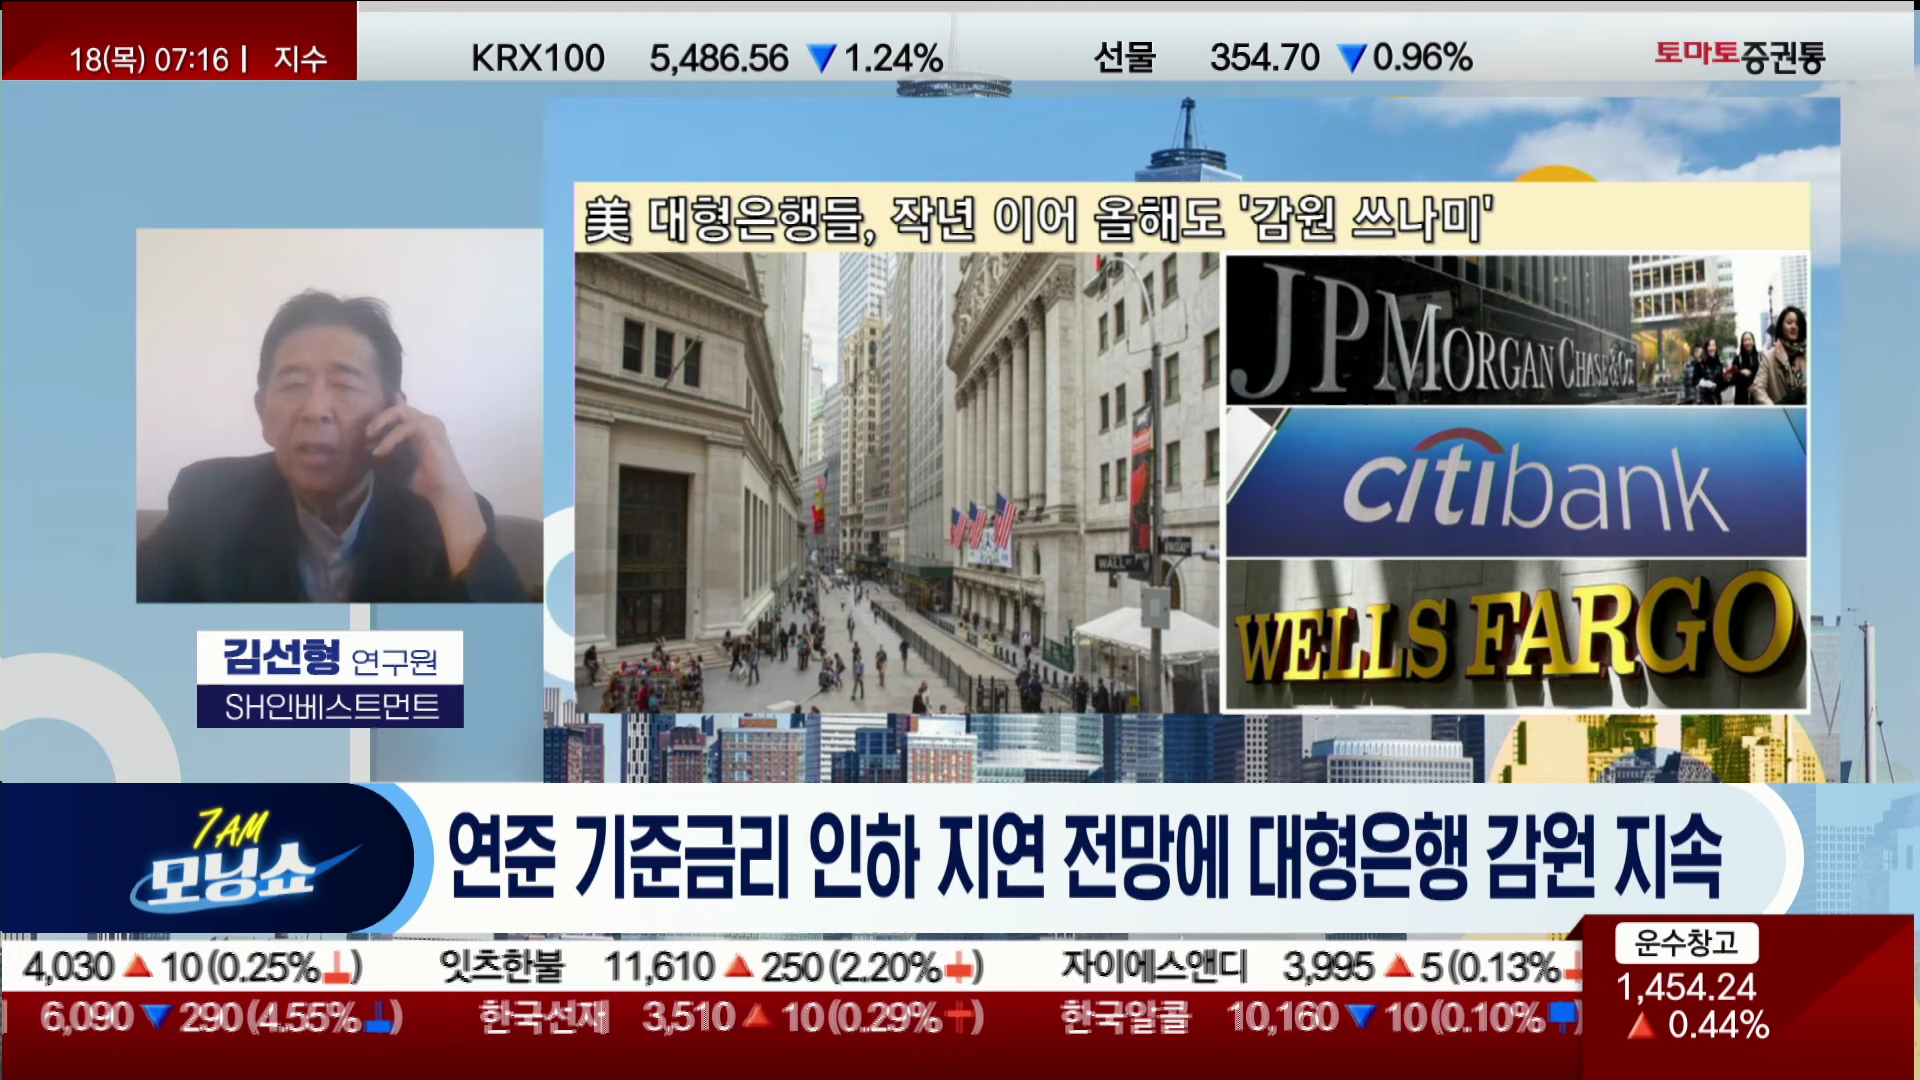 18(목) 07:16 | 지수
KRX100 5,486.56 ▼1.24% 선물 354.70 ▼0.96%
토마토증권통
美 대형은행들, 작년 이어 올해도 '감원 쓰나미'
JPMORGAN CHASE & CO.
WALL ST
citibank
WELLS FARGO
김선형 연구원
SH인베스트먼트
7AM
모닝쇼
연준 기준금리 인하 지연 전망에 대형은행 감원 지속
4,030 ▲ 10(0.25%) 잇츠한불 11,610 ▲ 250(2.20%) 자이에스앤디 3,995 ▲ 5(0.13%
6,090 ▼ 290(4.55%) 한국선재 3,510 ▲ 10(0.29%) 한국알콜 10,160 ▼ 10(0.10%)
운수창고
1,454.24
▲ 0.44%